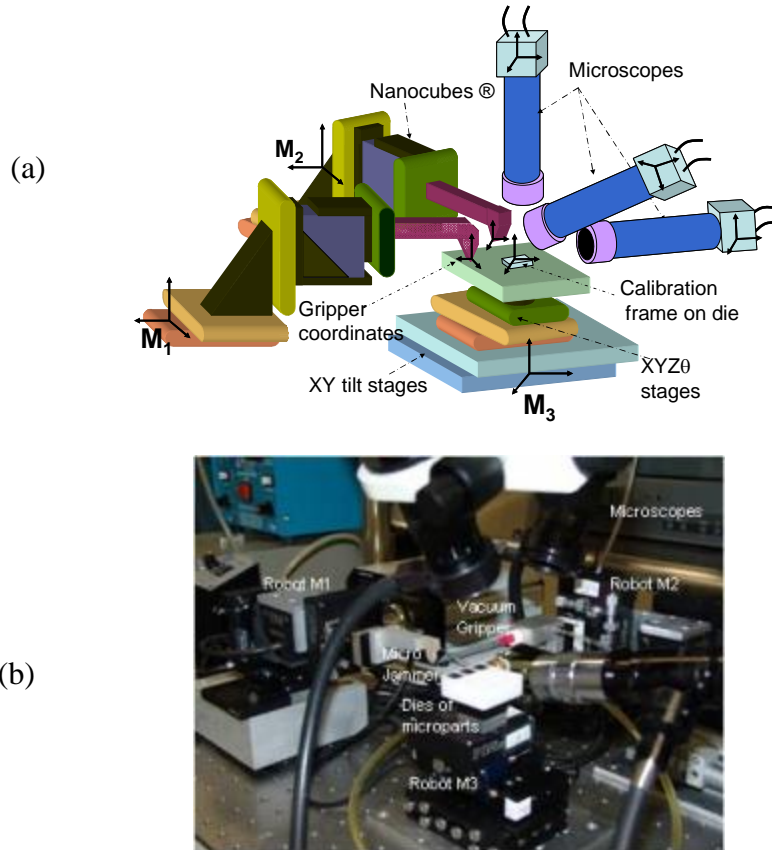 (a)
Microscopes
Nanocubes ®
M2
Gripper
coordinates
Calibration
frame on die
M1
XY tilt stages
XYZθ
stages
M3
(b)
Microscopes
Robot M1
Robot M2
Vacuum
Gripper
Micro
Jammer
Dies of
microparts
Robot M3